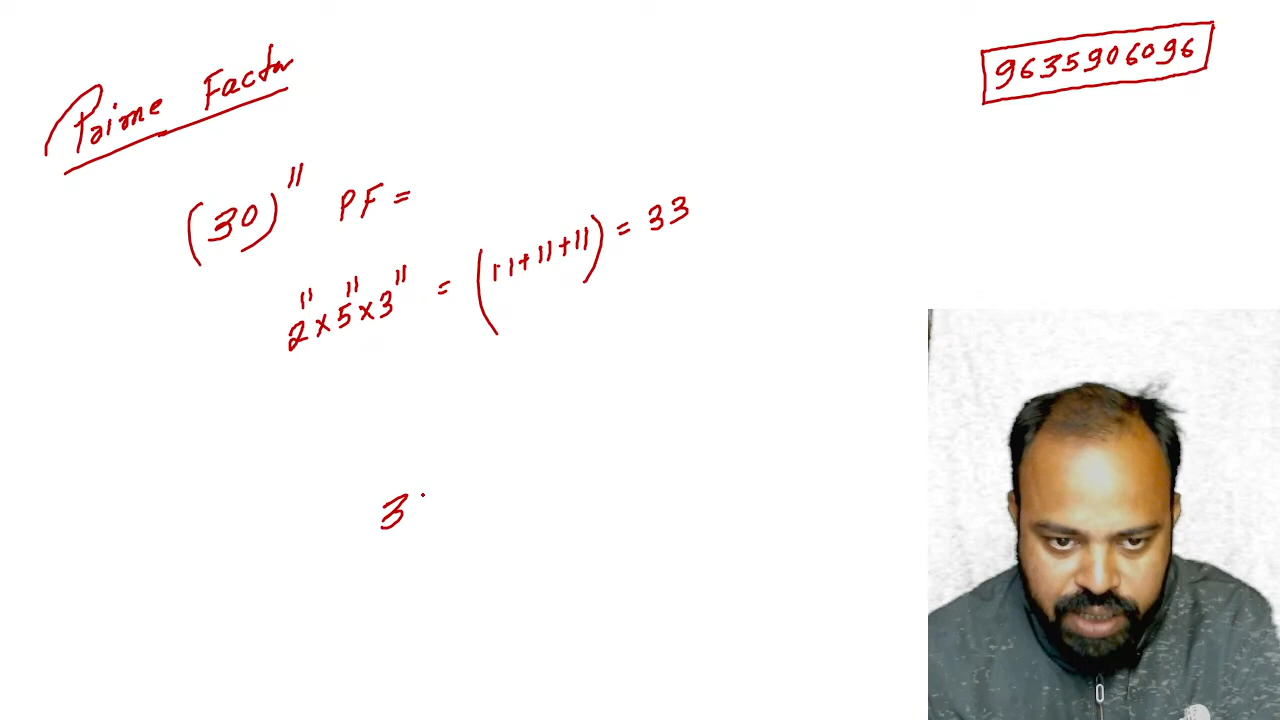 Prime Factor
9635906096
(30)¹¹ PF =
2¹¹ x 5¹¹ x 3¹¹ = (11+11+11) = 33
3